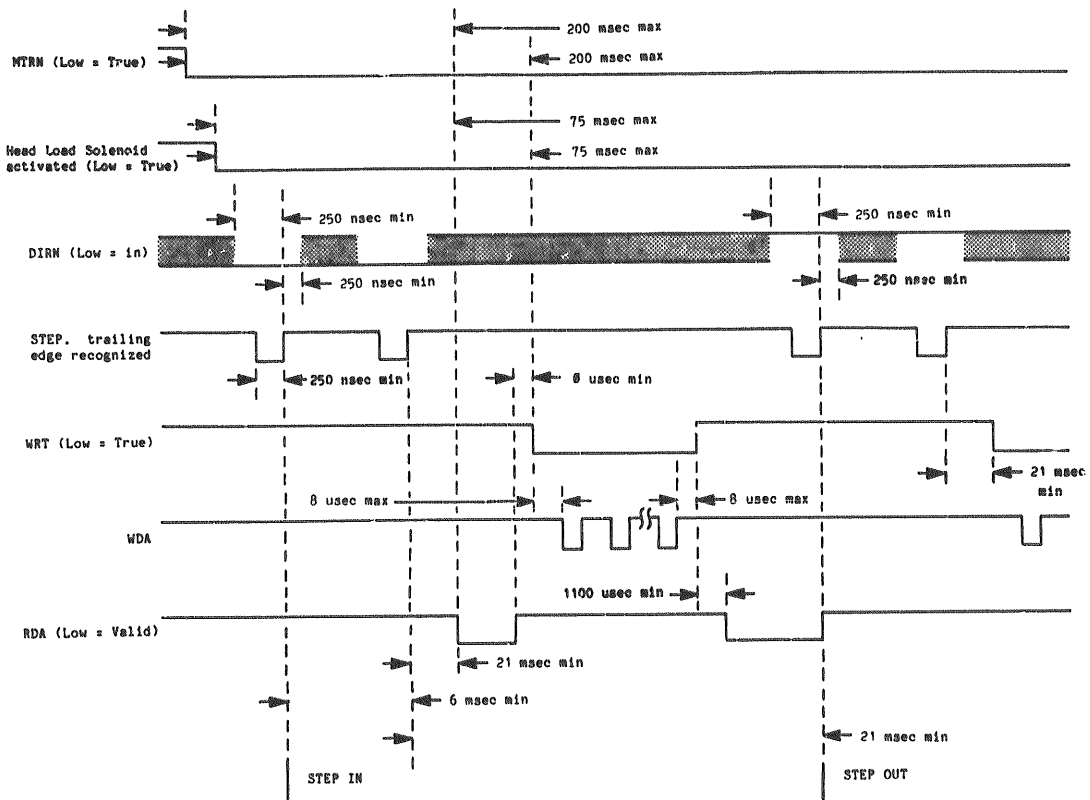 200 msec max
MTRN (Low = True)
200 msec max
75 msec max
Head Load Solenoid
activated (Low = True)
75 msec max
250 nsec min
250 nsec min
DIRN (Low = in)
250 nsec min
250 nsec min
STEP. trailing
edge recognized
250 nsec min
Ø usec min
WRT (Low = True)
21 msec
min
8 usec max
8 usec max
WDA
1100 usec min
RDA (Low = Valid)
21 msec min
6 msec min
21 msec min
STEP IN
STEP OUT